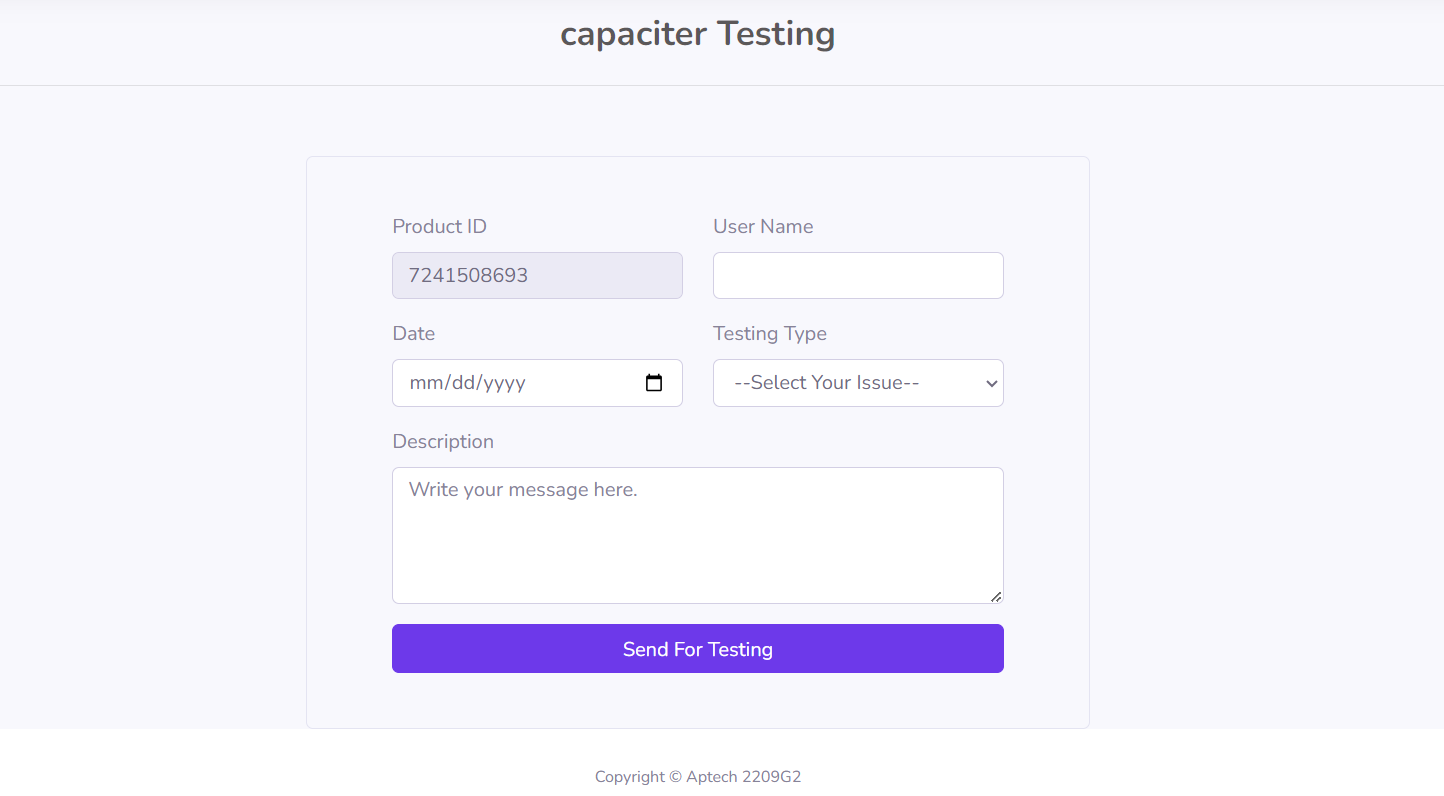 capaciter Testing
Product ID
User Name
7241508693
Date
Testing Type
mm/dd/yyyy
--Select Your Issue--
Description
Write your message here.
Send For Testing
Copyright © Aptech 2209G2